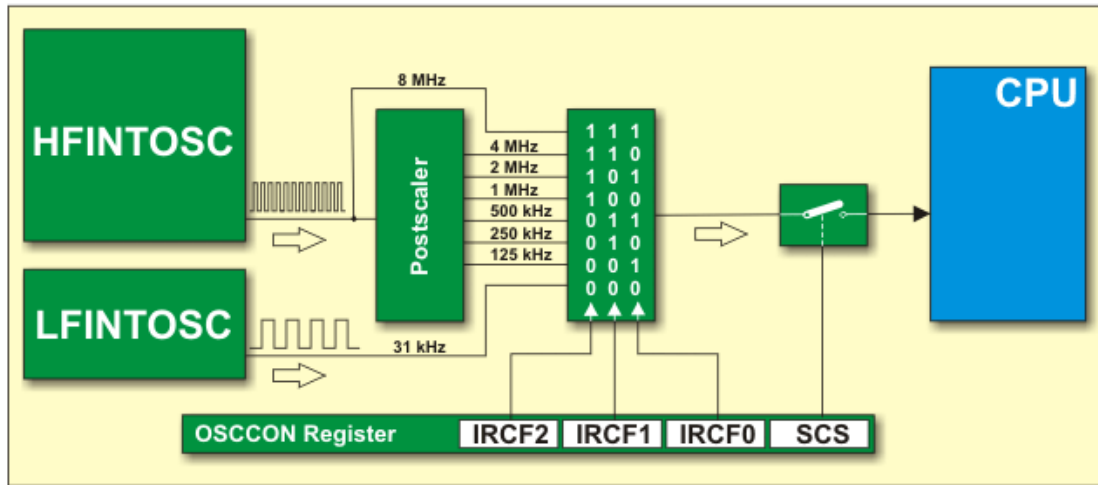 HFINTOSC
LFINTOSC
8 MHz
Postscaler
4 MHz
2 MHz
1 MHz
500 kHz
250 kHz
125 kHz
31 kHz
1 1 1
1 1 0
1 0 1
1 0 0
0 1 1
0 1 0
0 0 1
0 0 0
CPU
OSCCON Register
IRCF2
IRCF1
IRCF0
SCS